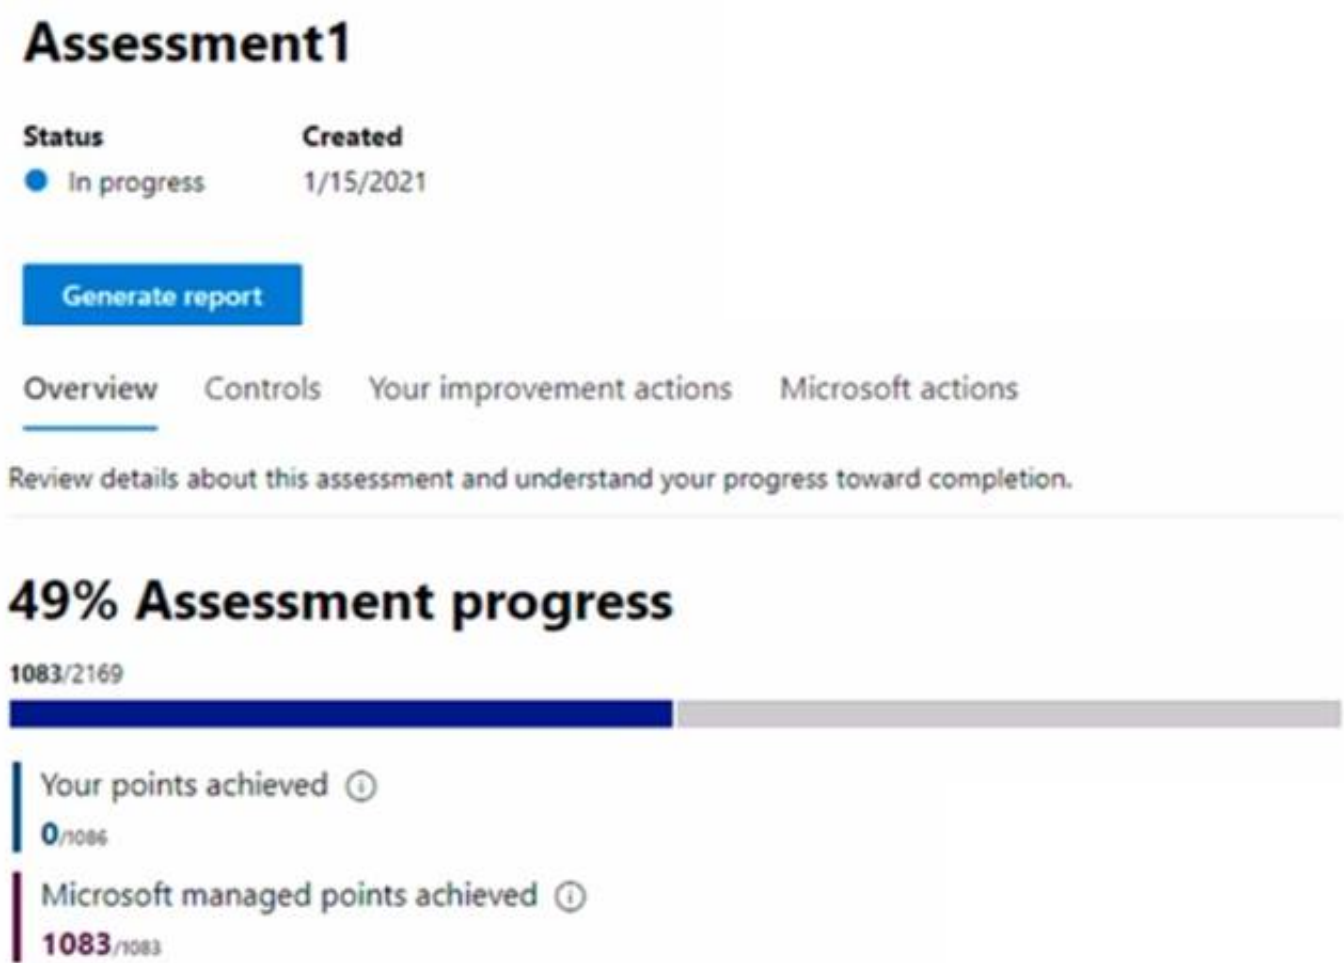 Assessment1
Status Created
In progress 1/15/2021
Generate report
Overview Controls Your improvement actions Microsoft actions
Review details about this assessment and understand your progress toward completion.
49% Assessment progress
1083/2169
Your points achieved
0/1086
Microsoft managed points achieved
1083/1083